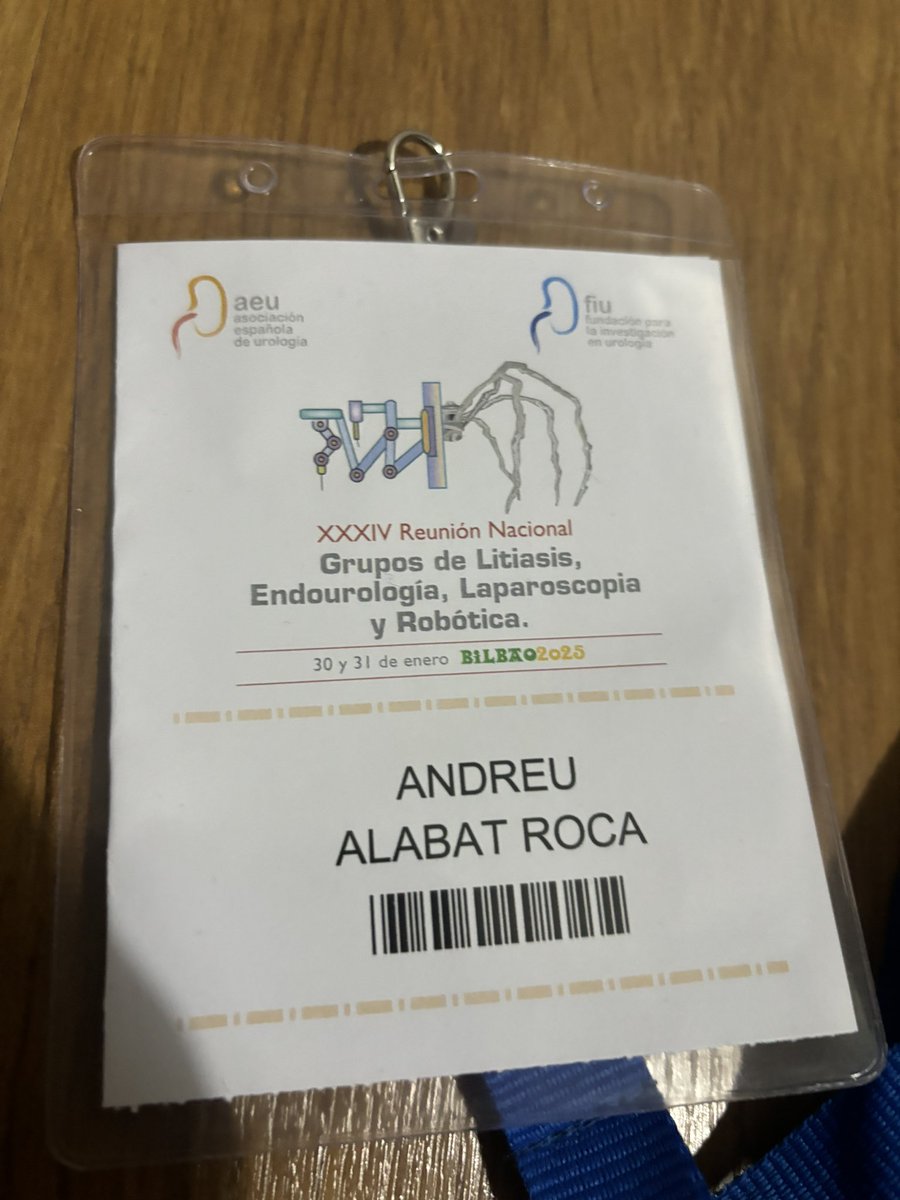 aeu
asociación
española
de urologia
fiu
fundación para
la investigación
en urología
XXXIV Reunión Nacional
Grupos de Litiasis,
Endourología, Laparoscopia
y Robótica.
30 y 31 de enero BiLBAO2025
ANDREU
ALABAT ROCA